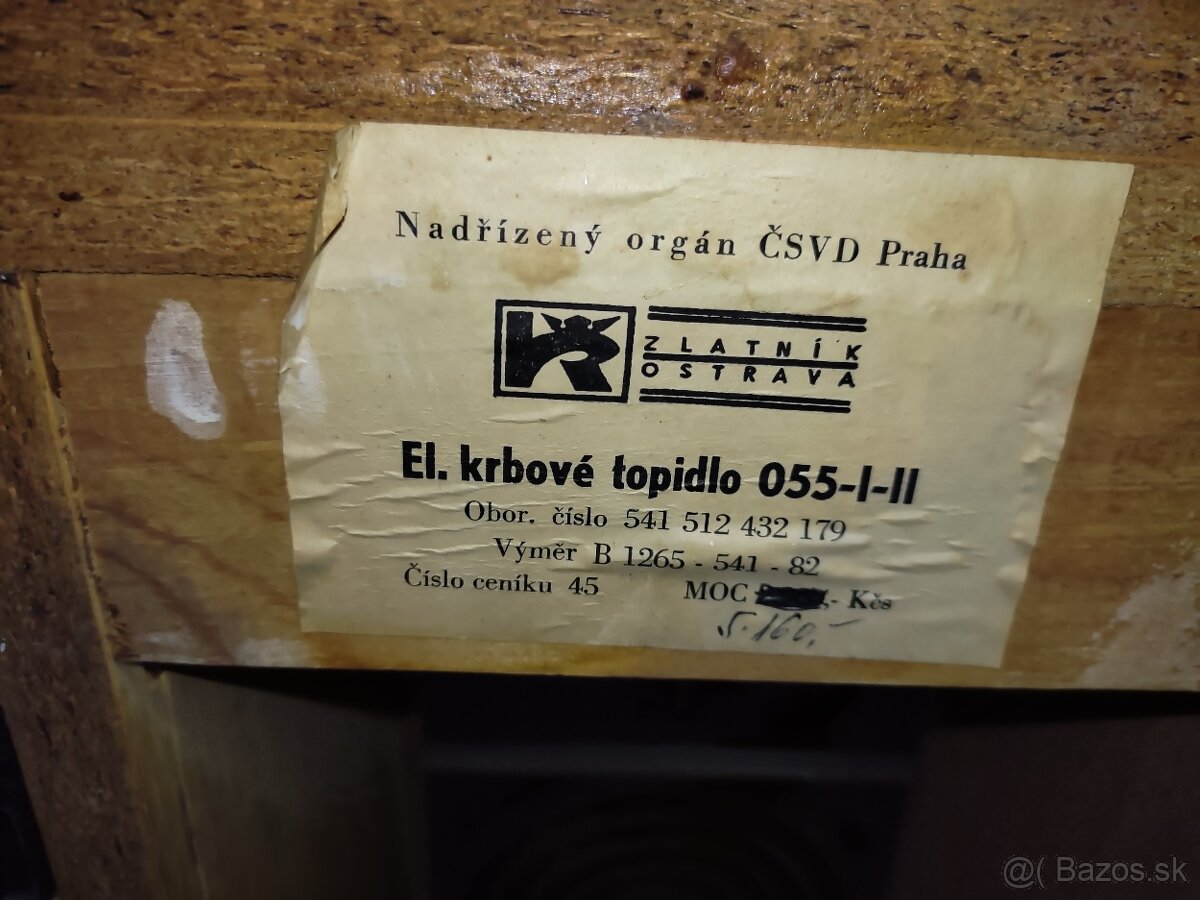 Nadřízený orgán ČSVD Praha
ZLATNÍK
OSTRAVA
El. krbové topidlo 055-I-II
Obor. číslo 541 512 432 179
Výměr B 1265 - 541 - 82
Číslo ceníku 45 MOC ,- Kčs
5.160,-
@( Bazos.sk